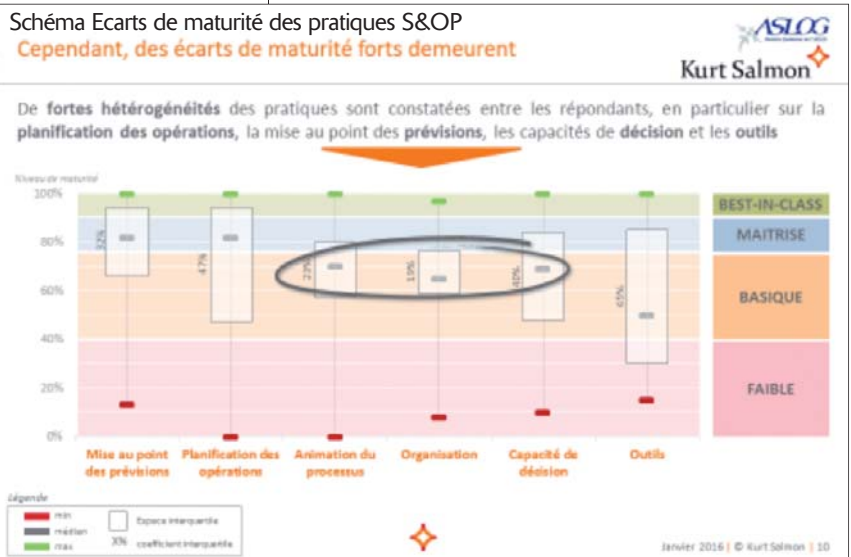 Schéma Ecarts de maturité des pratiques S&OP
Cependant, des écarts de maturité forts demeurent
ASLOG
Kurt Salmon
De fortes hétérogénéités des pratiques sont constatées entre les répondants, en particulier sur la
planification des opérations, la mise au point des prévisions, les capacités de décision et les outils
Niveau de maturité
100%
80%
60%
40%
20%
0%
32%
47%
23%
19%
40%
BEST-IN-CLASS
MAITRISE
BASIQUE
FAIBLE
Mise au point
des prévisions
Planification des
opérations
Animation du
processus
Organisation
Capacité de
décision
Outils
Légende
min
médian
max
Espace interquartile
X% coefficient interquartile
Janvier 2016 | © Kurt Salmon | 10